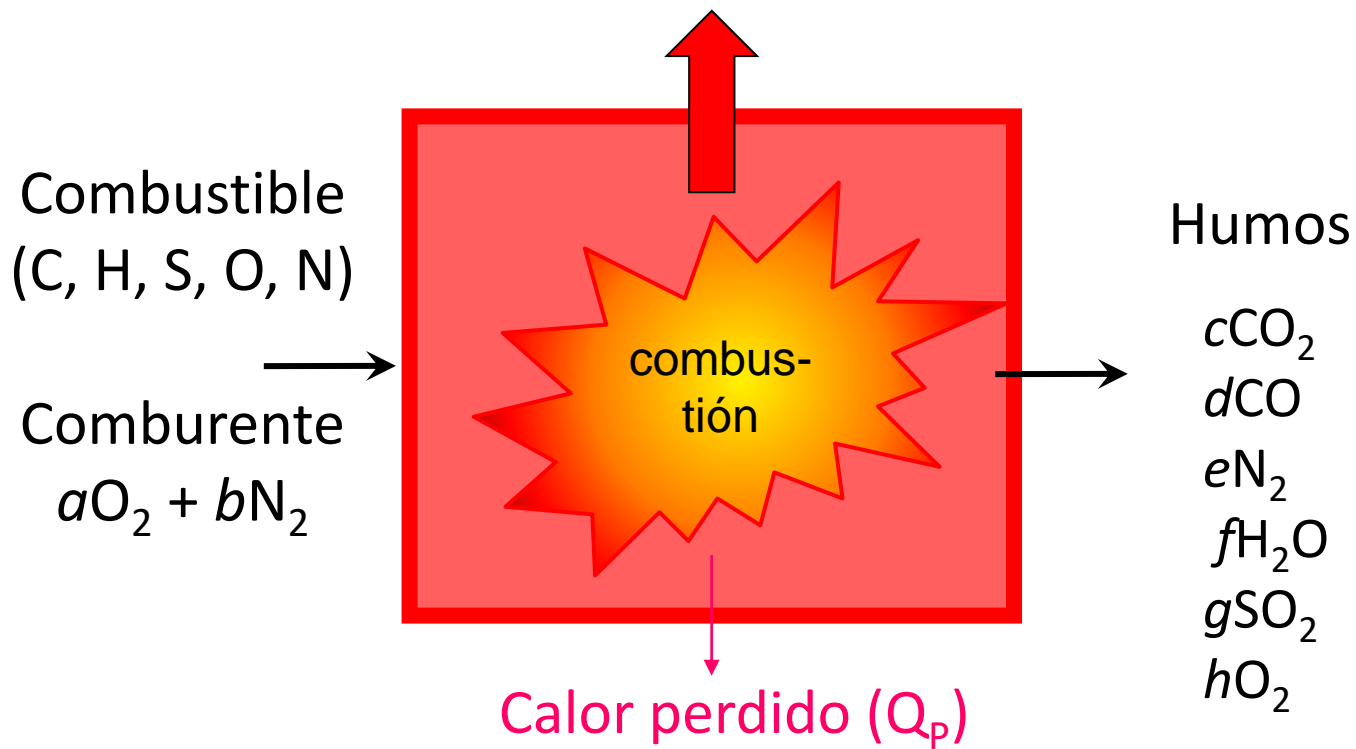 Combustible
(C, H, S, O, N)
Comburente
aO₂ + bN₂
combus-
tión
Calor perdido (Qₚ)
Humos
cCO₂
dCO
eN₂
fH₂O
gSO₂
hO₂